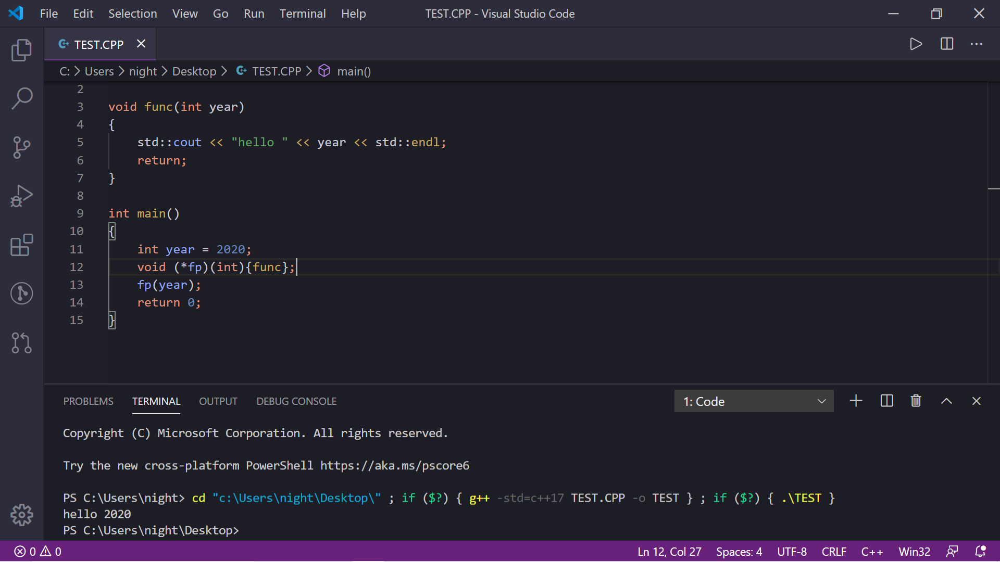 File Edit Selection View Go Run Terminal Help TEST.CPP - Visual Studio Code
TEST.CPP
C: > Users > night > Desktop > TEST.CPP > main()
2
3 void func(int year)
4 {
5     std::cout << "hello " << year << std::endl;
6     return;
7 }
8
9 int main()
10 {
11     int year = 2020;
12     void (*fp)(int){func};
13     fp(year);
14     return 0;
15 }
PROBLEMS TERMINAL OUTPUT DEBUG CONSOLE 1: Code
Copyright (C) Microsoft Corporation. All rights reserved.
Try the new cross-platform PowerShell https://aka.ms/pscore6
PS C:\Users\night> cd "c:\Users\night\Desktop\" ; if ($?) { g++ -std=c++17 TEST.CPP -o TEST } ; if ($?) { .\TEST }
hello 2020
PS C:\Users\night\Desktop>
0 0 Ln 12, Col 27 Spaces: 4 UTF-8 CRLF C++ Win32